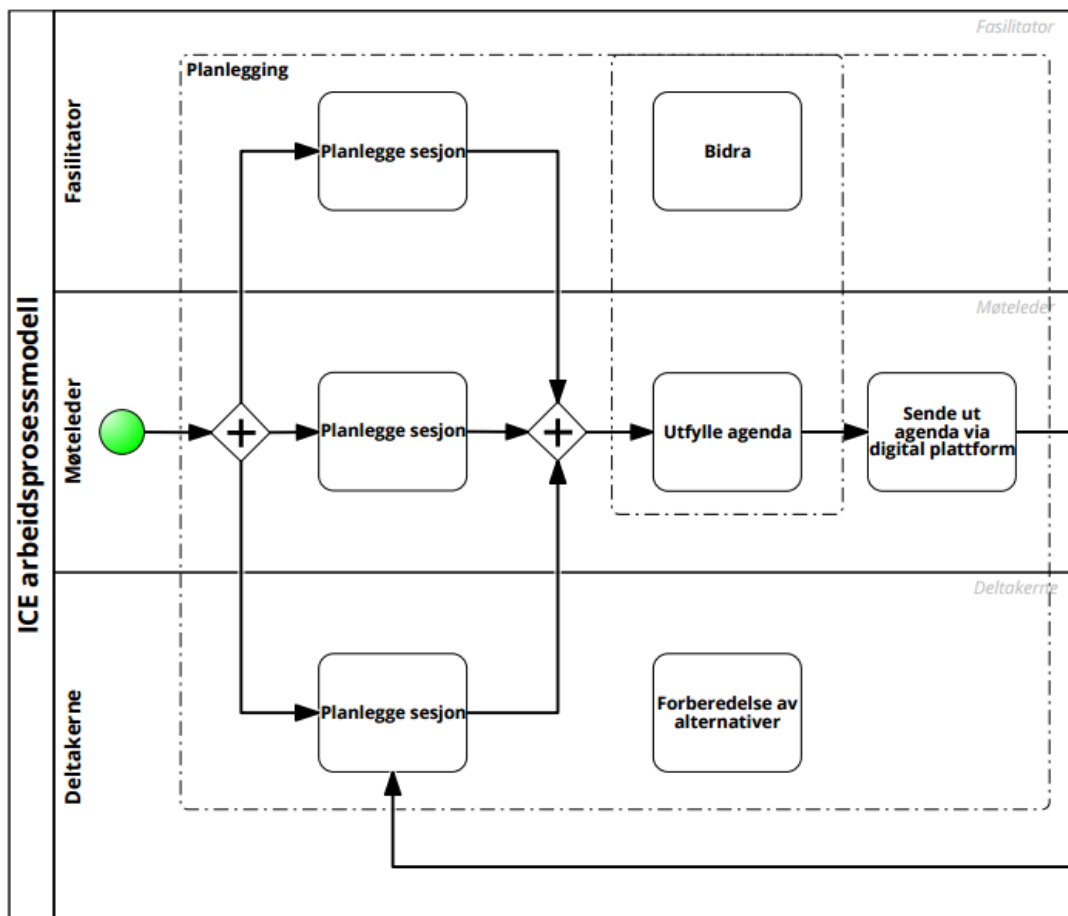 ICE arbeidsprosessmodell
Fasilitator
Fasilitator
Planlegging
Planlegge sesjon
Bidra
Møteleder
Møteleder
Planlegge sesjon
Utfylle agenda
Sende ut
agenda via
digital plattform
Deltakerne
Deltakerne
Planlegge sesjon
Forberedelse av
alternativer